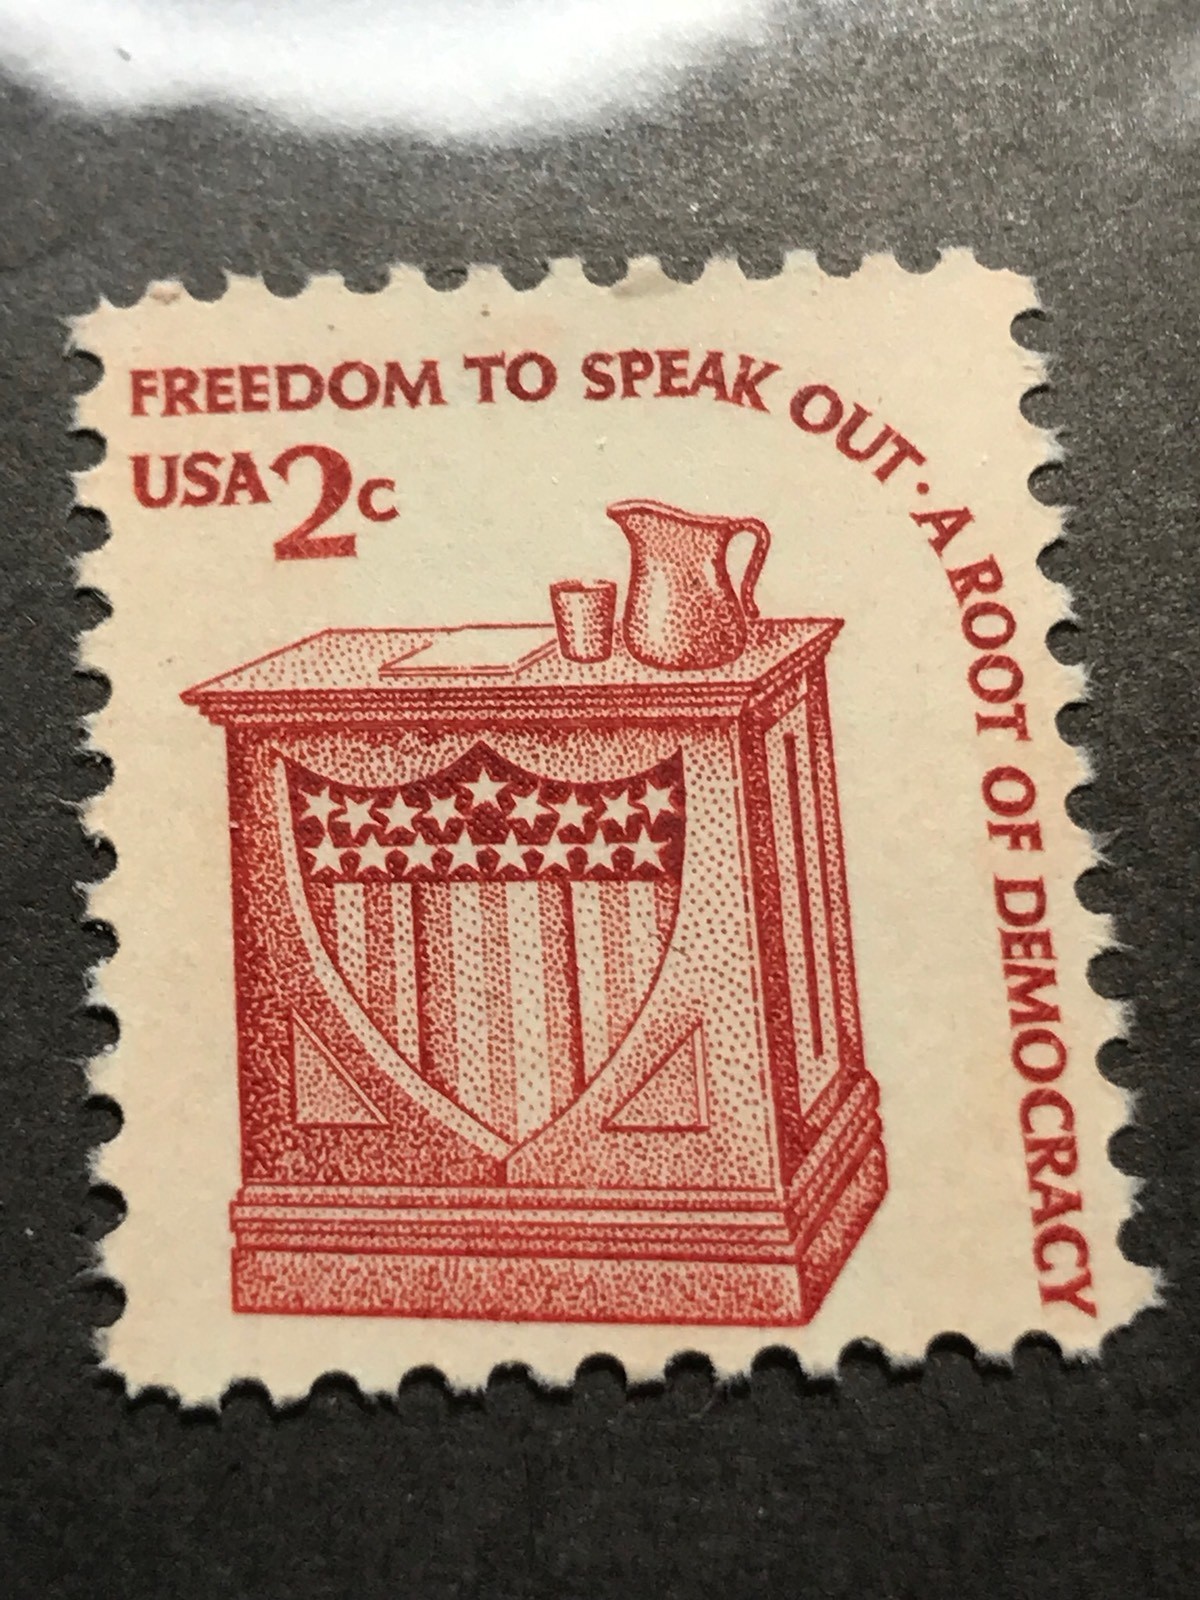 FREEDOM TO SPEAK OUT · A ROOT OF DEMOCRACY
USA 2c